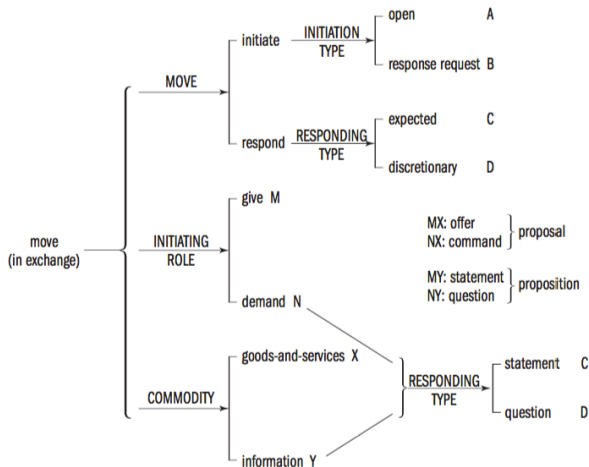 open A
initiate
INITIATION
TYPE
response request B
MOVE
expected C
respond
RESPONDING
TYPE
discretionary D
give M
move
(in exchange)
INITIATING
ROLE
MX: offer
NX: command
proposal
MY: statement
NY: question
proposition
demand N
goods-and-services X
COMMODITY
RESPONDING
TYPE
statement C
question D
information Y